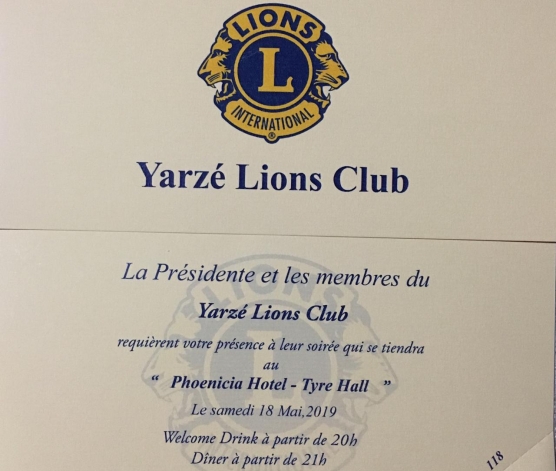 LIONS
L
INTERNATIONAL
®
Yarzé Lions Club
La Présidente et les membres du
Yarzé Lions Club
requièrent votre présence à leur soirée qui se tiendra
au
“ Phoenicia Hotel - Tyre Hall ”
Le samedi 18 Mai,2019
Welcome Drink à partir de 20h
Dîner à partir de 21h
118
LIONS
L